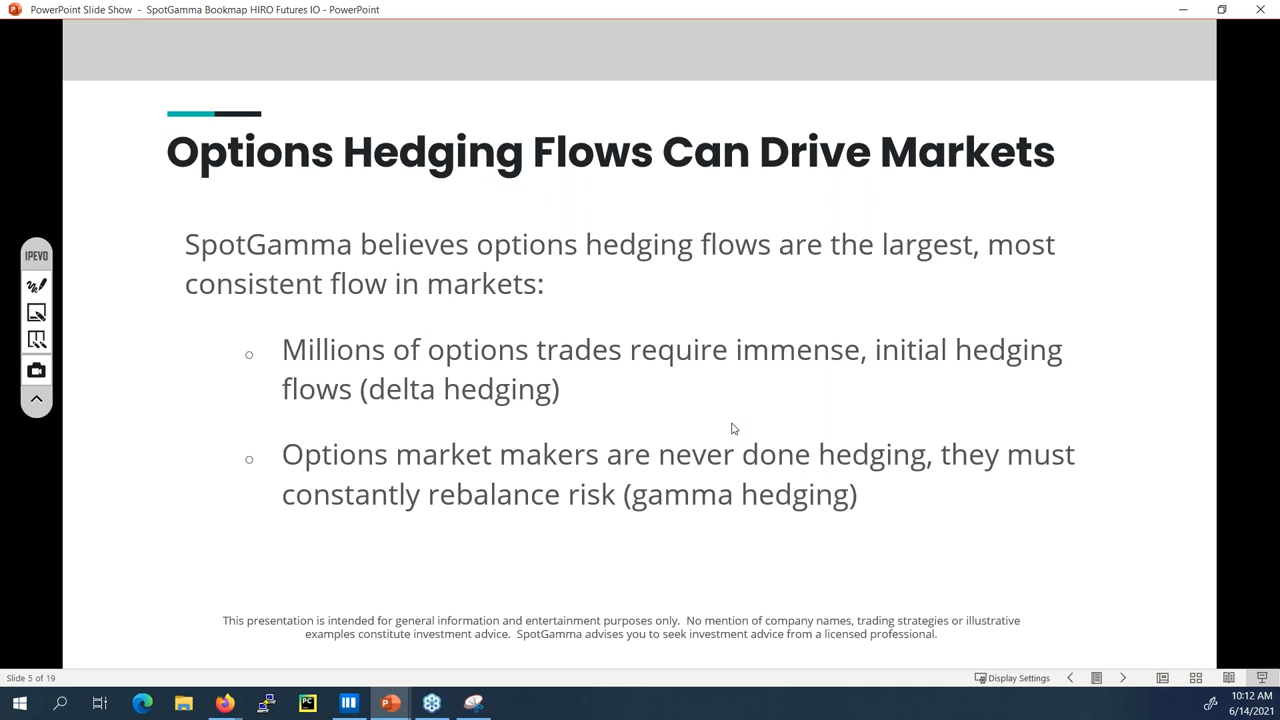 PowerPoint Slide Show - SpotGamma Bookmap HIRO Futures IO - PowerPoint
Options Hedging Flows Can Drive Markets
SpotGamma believes options hedging flows are the largest, most
consistent flow in markets:
Millions of options trades require immense, initial hedging
flows (delta hedging)
Options market makers are never done hedging, they must
constantly rebalance risk (gamma hedging)
This presentation is intended for general information and entertainment purposes only. No mention of company names, trading strategies or illustrative
examples constitute investment advice. SpotGamma advises you to seek investment advice from a licensed professional.
IPEVO
Slide 5 of 19
Display Settings
PC
10:12 AM
6/14/2021